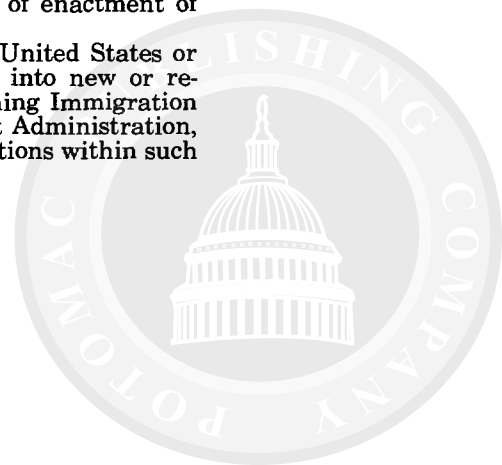 of enactment of
United States or
into new or re-
ing Immigration
Administration,
tions within such
POTOMAC PUBLISHING COMPANY